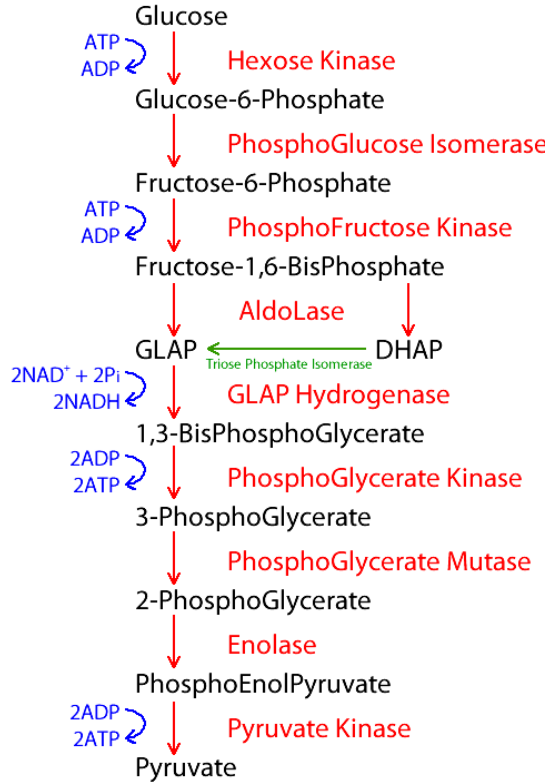 Glucose
ATP
ADP
Hexose Kinase
Glucose-6-Phosphate
PhosphoGlucose Isomerase
Fructose-6-Phosphate
ATP
ADP
PhosphoFructose Kinase
Fructose-1,6-BisPhosphate
AldoLase
GLAP
DHAP
Triose Phosphate Isomerase
2NAD⁺ + 2Pi
2NADH
GLAP Hydrogenase
1,3-BisPhosphoGlycerate
2ADP
2ATP
PhosphoGlycerate Kinase
3-PhosphoGlycerate
PhosphoGlycerate Mutase
2-PhosphoGlycerate
Enolase
PhosphoEnolPyruvate
2ADP
2ATP
Pyruvate Kinase
Pyruvate